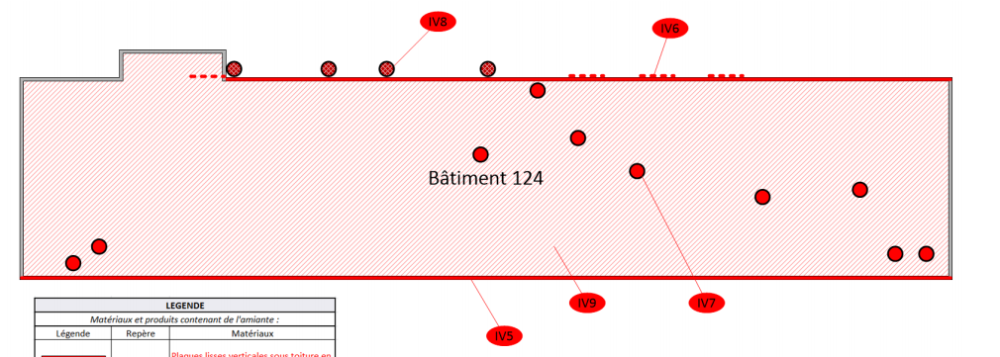 IV8
IV6
Bâtiment 124
IV9
IV7
IV5
LEGENDE
Matériaux et produits contenant de l'amiante :
Légende Repère Matériaux
Plaques lisses verticales sous toiture en